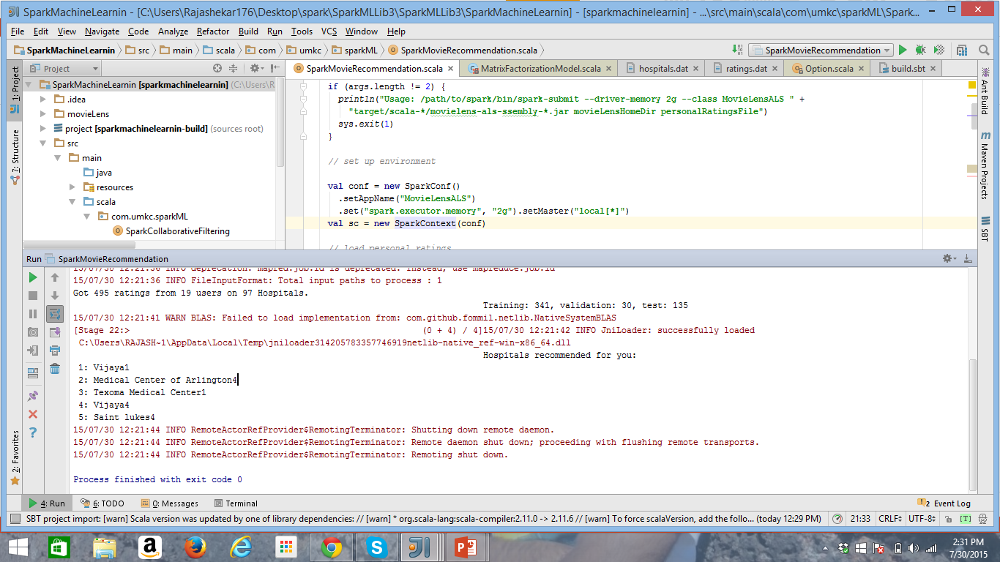 SparkMachineLearnin - [C:\Users\Rajashekar176\Desktop\spark\SparkMLLib3\SparkMLLib3\SparkMachineLearnin] - [sparkmachinelearnin] - ...\src\main\scala\com\umkc\sparkML\Spark...
File Edit View Navigate Code Analyze Refactor Build Run Tools VCS Window Help
SparkMachineLearnin src main scala com umkc sparkML SparkMovieRecommendation.scala SparkMovieRecommendation
1: Project
7: Structure
2: Favorites
Project
SparkMachineLearnin [sparkmachinelearnin] (C:\Users\R
.idea
movieLens
project [sparkmachinelearnin-build] (sources root)
src
main
java
resources
scala
com.umkc.sparkML
SparkCollaborativeFiltering
SparkMovieRecommendation.scala MatrixFactorizationModel.scala hospitals.dat ratings.dat Option.scala build.sbt
if (args.length != 2) {
println("Usage: /path/to/spark/bin/spark-submit --driver-memory 2g --class MovieLensALS " +
"target/scala-*/movielens-als-ssembly-*.jar movieLensHomeDir personalRatingsFile")
sys.exit(1)
}
// set up environment
val conf = new SparkConf()
.setAppName("MovieLensALS")
.set("spark.executor.memory", "2g").setMaster("local[*]")
val sc = new SparkContext(conf)
// load personal ratings
Ant Build
Maven Projects
SBT
Run SparkMovieRecommendation
15/07/30 12:21:36 INFO deprecation: mapred.job.id is deprecated. Instead, use mapreduce.job.id
15/07/30 12:21:36 INFO FileInputFormat: Total input paths to process : 1
Got 495 ratings from 19 users on 97 Hospitals.
Training: 341, validation: 30, test: 135
15/07/30 12:21:41 WARN BLAS: Failed to load implementation from: com.github.fommil.netlib.NativeSystemBLAS
[Stage 22:> (0 + 4) / 4]15/07/30 12:21:42 INFO JniLoader: successfully loaded
C:\Users\RAJASH~1\AppData\Local\Temp\jniloader314205783357746919netlib-native_ref-win-x86_64.dll
Hospitals recommended for you:
1: Vijaya1
2: Medical Center of Arlington4
3: Texoma Medical Center1
4: Vijaya4
5: Saint lukes4
15/07/30 12:21:44 INFO RemoteActorRefProvider$RemotingTerminator: Shutting down remote daemon.
15/07/30 12:21:44 INFO RemoteActorRefProvider$RemotingTerminator: Remote daemon shut down; proceeding with flushing remote transports.
15/07/30 12:21:44 INFO RemoteActorRefProvider$RemotingTerminator: Remoting shut down.
Process finished with exit code 0
4: Run 6: TODO 0: Messages Terminal 2 Event Log
SBT project import: [warn] Scala version was updated by one of library dependencies: // [warn] * org.scala-lang:scala-compiler:2.11.0 -> 2.11.6 // [warn] To force scalaVersion, add the follo... (today 12:29 PM) 21:33 CRLF UTF-8 [T]
2:31 PM
7/30/2015